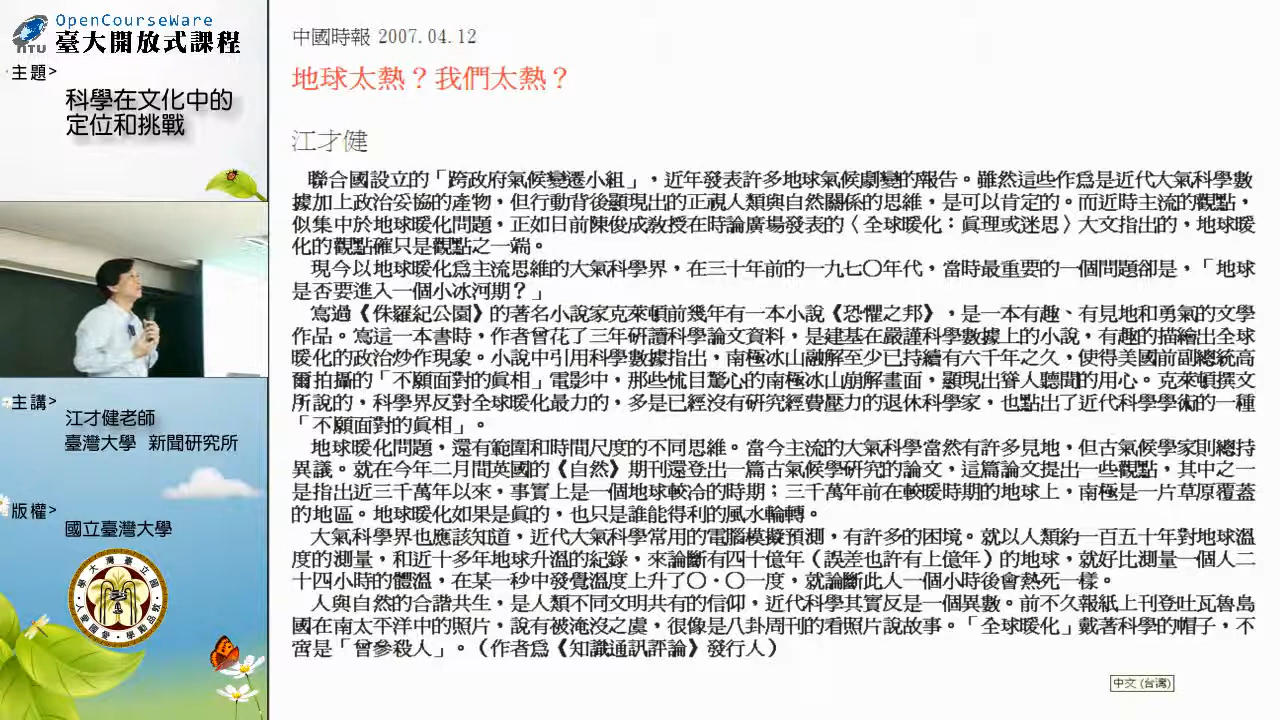 OpenCourseWare
NTU
臺大開放式課程
主題>
科學在文化中的
定位和挑戰
主講>
江才健老師
臺灣大學 新聞研究所
版權>
國立臺灣大學
中國時報 2007.04.12
地球太熱？我們太熱？
江才健
聯合國設立的「跨政府氣候變遷小組」，近年發表許多地球氣候劇變的報告。雖然這些作為是近代大氣科學數
據加上政治妥協的產物，但行動背後顯現出的正視人類與自然關係的思維，是可以肯定的。而近時主流的觀點，
似集中於地球暖化問題，正如日前陳俊成教授在時論廣場發表的〈全球暖化：真理或迷思〉大文指出的，地球暖
化的觀點確只是觀點之一端。
現今以地球暖化為主流思維的大氣科學界，在三十年前的一九七〇年代，當時最重要的一個問題卻是，「地球
是否要進入一個小冰河期？」
寫過《侏羅紀公園》的著名小說家克萊頓前幾年有一本小說《恐懼之邦》，是一本有趣、有見地和勇氣的文學
作品。寫這一本書時，作者曾花了三年研讀科學論文資料，是建基在嚴謹科學數據上的小說，有趣的描繪出全球
暖化的政治炒作現象。小說中引用科學數據指出，南極冰山融解至少已持續有六千年之久，使得美國前副總統高
爾拍攝的「不願面對的真相」電影中，那些怵目驚心的南極冰山崩解畫面，顯現出聳人聽聞的用心。克萊頓撰文
所說的，科學界反對全球暖化最力的，多是已經沒有研究經費壓力的退休科學家，也點出了近代科學學術的一種
「不願面對的真相」。
地球暖化問題，還有範圍和時間尺度的不同思維。當今主流的大氣科學當然有許多見地，但古氣候學家則總持
異議。就在今年二月間英國的《自然》期刊還登出一篇古氣候學研究的論文，這篇論文提出一些觀點，其中之一
是指出近三千萬年以來，事實上是一個地球較冷的時期；三千萬年前在較暖時期的地球上，南極是一片草原覆蓋
的地區。地球暖化如果是真的，也只是誰能得利的風水輪轉。
大氣科學界也應該知道，近代大氣科學常用的電腦模擬預測，有許多的困境。就以人類約一百五十年對地球溫
度的測量，和近十多年地球升溫的紀錄，來論斷有四十億年（誤差也許有上億年）的地球，就好比測量一個人二
十四小時的體溫，在某一秒中發覺溫度上升了〇·〇一度，就論斷此人一個小時後會熱死一樣。
人與自然的合諧共生，是人類不同文明共有的信仰，近代科學其實反是一個異數。前不久報紙上刊登吐瓦魯島
國在南太平洋中的照片，說有被淹沒之虞，很像是八卦周刊的看照片說故事。「全球暖化」戴著科學的帽子，不
啻是「曾參殺人」。（作者為《知識通訊評論》發行人）
中文 (台灣)